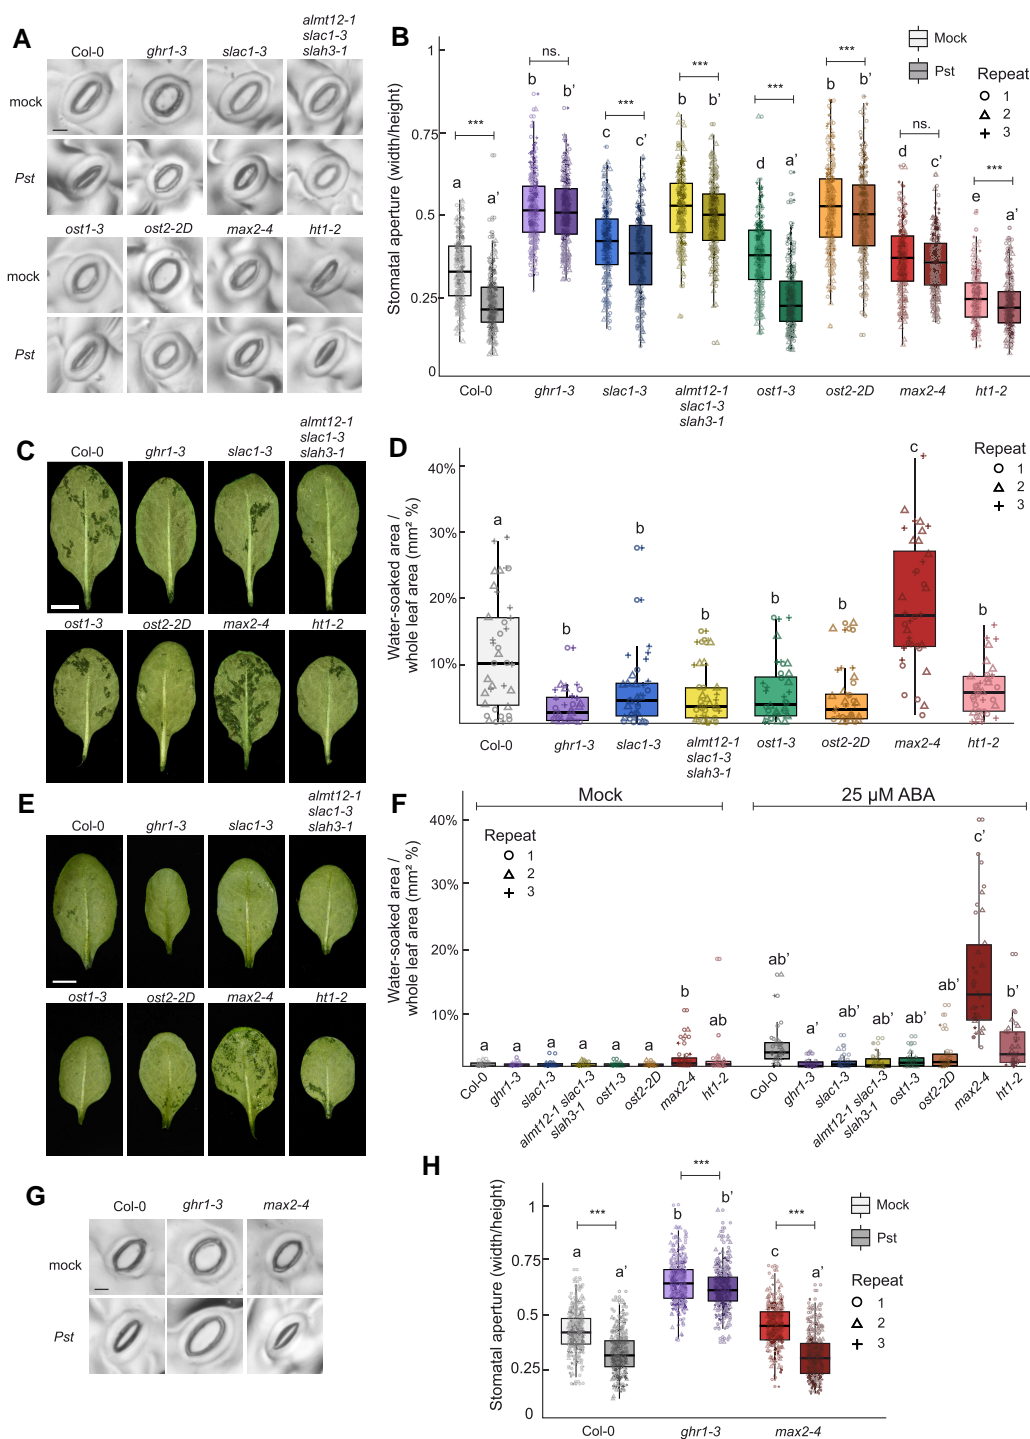 A
Col-0
ghr1-3
slac1-3
almt12-1
slac1-3
slah3-1
mock
Pst
ost1-3
ost2-2D
max2-4
ht1-2
mock
Pst
B
Mock
Pst
Repeat
1
2
3
Stomatal aperture (width/height)
1
0.75
0.5
0.25
0
***
ns.
***
***
***
***
ns.
***
a
a’
b
b’
c
c’
b
b’
d
a’
b
b’
d
c’
e
a’
Col-0
ghr1-3
slac1-3
almt12-1
slac1-3
slah3-1
ost1-3
ost2-2D
max2-4
ht1-2
C
Col-0
ghr1-3
slac1-3
almt12-1
slac1-3
slah3-1
ost1-3
ost2-2D
max2-4
ht1-2
D
Repeat
1
2
3
Water-soaked area /
whole leaf area (mm² %)
40%
30%
20%
10%
a
b
b
b
b
b
c
b
Col-0
ghr1-3
slac1-3
almt12-1
slac1-3
slah3-1
ost1-3
ost2-2D
max2-4
ht1-2
E
Col-0
ghr1-3
slac1-3
almt12-1
slac1-3
slah3-1
ost1-3
ost2-2D
max2-4
ht1-2
F
Mock
25 µM ABA
Repeat
1
2
3
Water-soaked area /
whole leaf area (mm² %)
40%
30%
20%
10%
a
a
a
a
a
a
b
ab
ab’
a’
ab’
ab’
ab’
ab’
c’
b’
Col-0
ghr1-3
slac1-3
almt12-1 slac1-3
slah3-1
ost1-3
ost2-2D
max2-4
ht1-2
Col-0
ghr1-3
slac1-3
almt12-1 slac1-3
slah3-1
ost1-3
ost2-2D
max2-4
ht1-2
G
Col-0
ghr1-3
max2-4
mock
Pst
H
Mock
Pst
Repeat
1
2
3
Stomatal aperture (width/height)
1
0.75
0.5
0.25
0
***
***
***
a
a’
b
b’
c
a’
Col-0
ghr1-3
max2-4